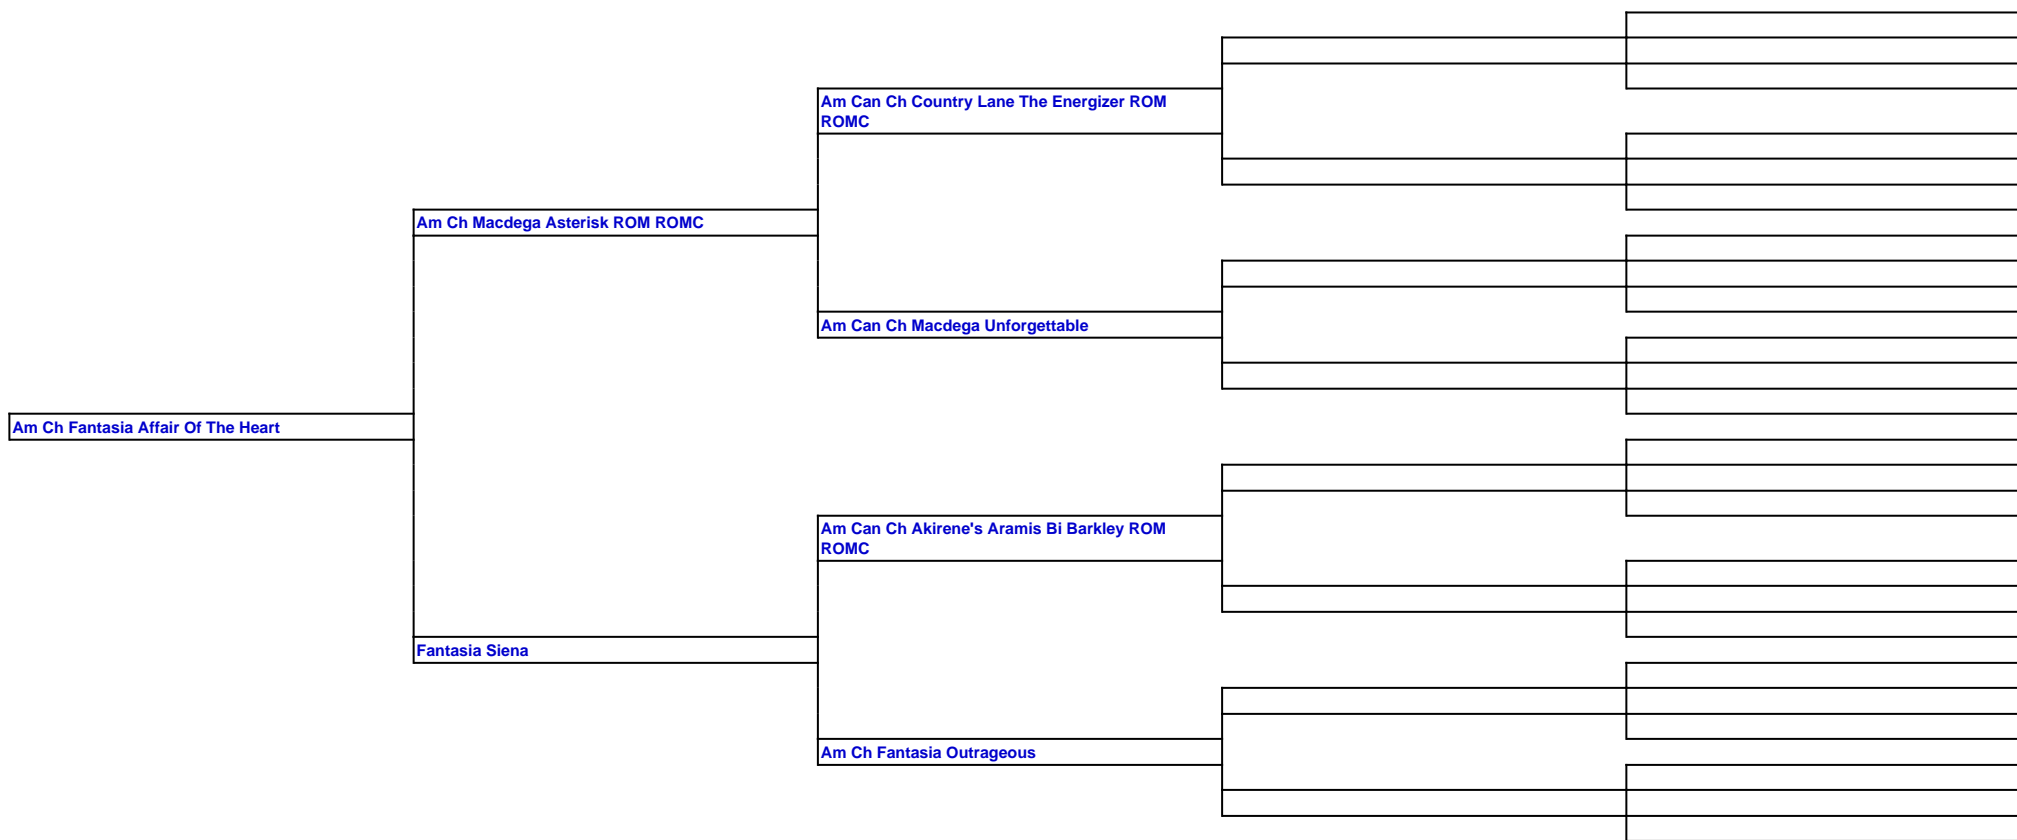 Am Can Ch Country Lane The Energizer ROM
ROMC
Am Ch Macdega Asterisk ROM ROMC
Am Can Ch Macdega Unforgettable
Am Ch Fantasia Affair Of The Heart
Am Can Ch Akirene's Aramis Bi Barkley ROM
ROMC
Fantasia Siena
Am Ch Fantasia Outrageous